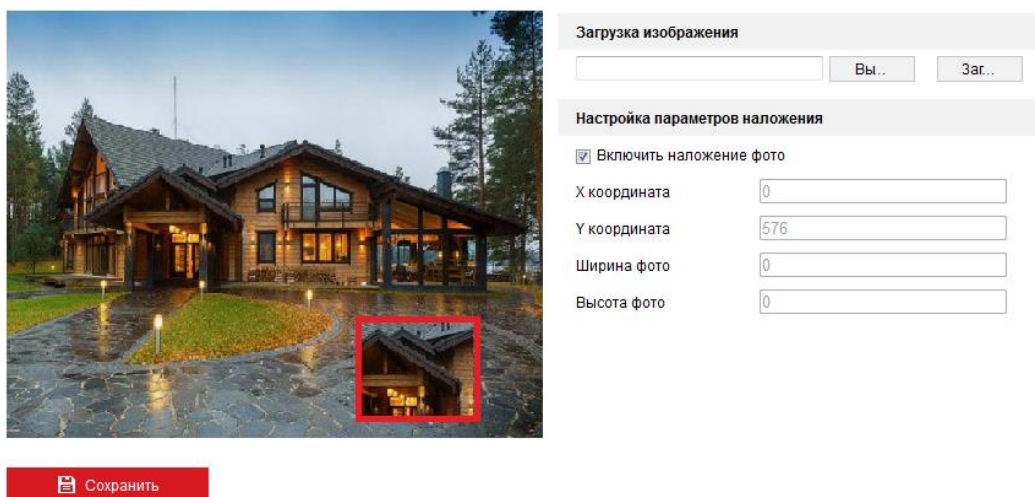 Загрузка изображения
Вы.. Заг...
Настройка параметров наложения
Включить наложение фото
X координата 0
Y координата 576
Ширина фото 0
Высота фото 0
Сохранить